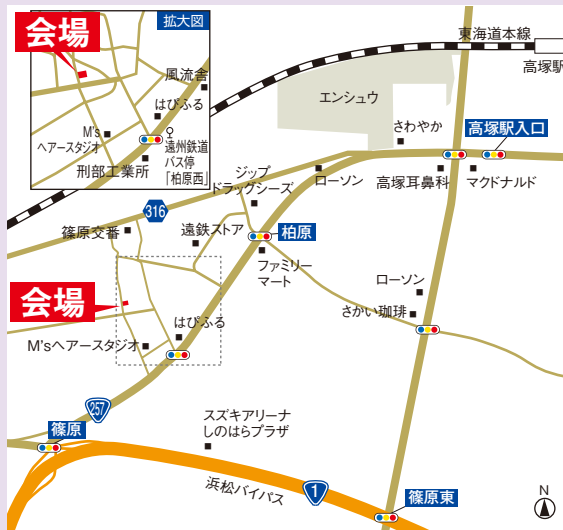 拡大図
会場
風流舎
はぴふる
M's
ヘアースタジオ
遠州鉄道
バス停
「柏原西」
刑部工業所
東海道本線
高塚駅
エンシュウ
さわやか
高塚駅入口
ジップ
ドラッグシーズ
ローソン
高塚耳鼻科
マクドナルド
316
篠原交番
遠鉄ストア
柏原
ファミリー
マート
会場
ローソン
さかい珈琲
はぴふる
M'sヘアースタジオ
257
篠原
スズキアリーナ
しのはらプラザ
浜松バイパス
1
篠原東
N